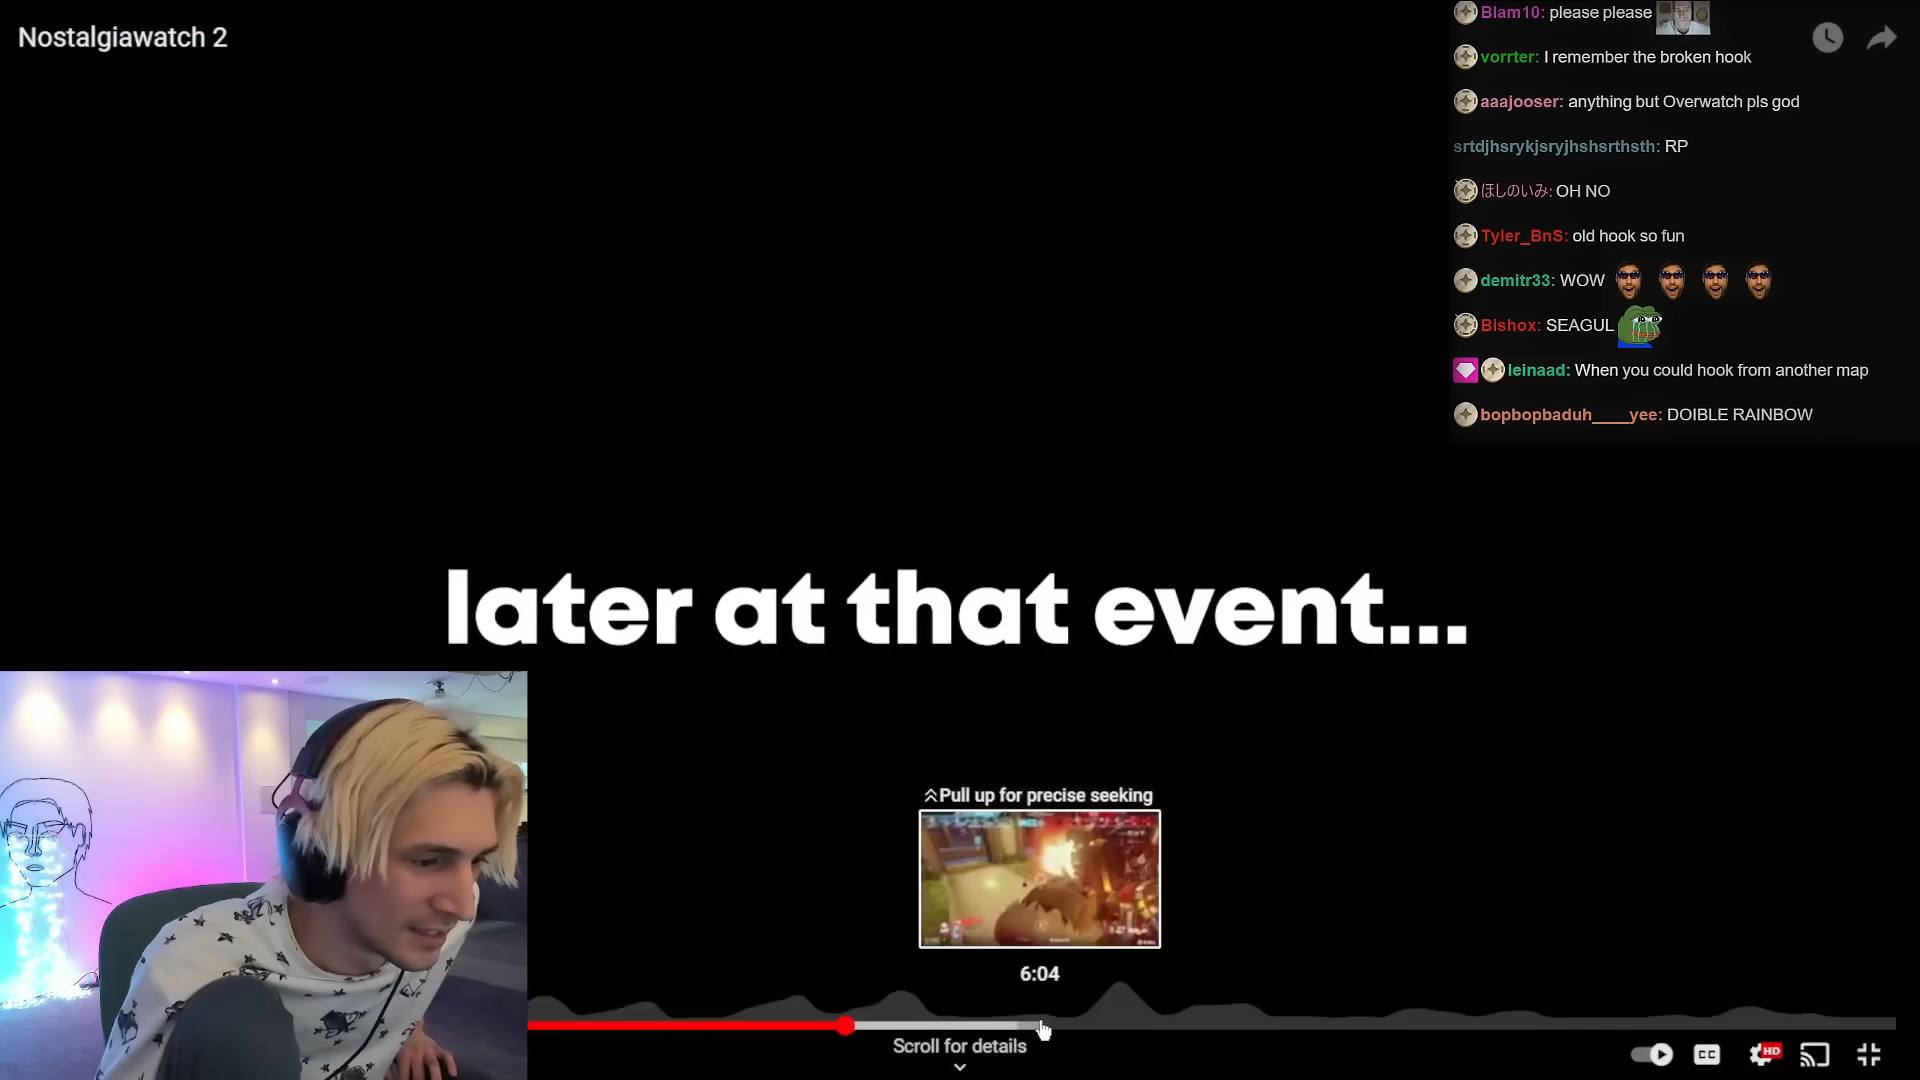 Nostalgiawatch 2
Blam10: please please
vorrter: I remember the broken hook
aaajooser: anything but Overwatch pls god
srtdjhsrykjsryjhshsrthsth: RP
ほしのいみ: OH NO
Tyler_BnS: old hook so fun
demitr33: WOW
Bishox: SEAGUL
leinaad: When you could hook from another map
bopbopbaduh____yee: DOIBLE RAINBOW
later at that event...
Pull up for precise seeking
6:04
Scroll for details
CC
HD